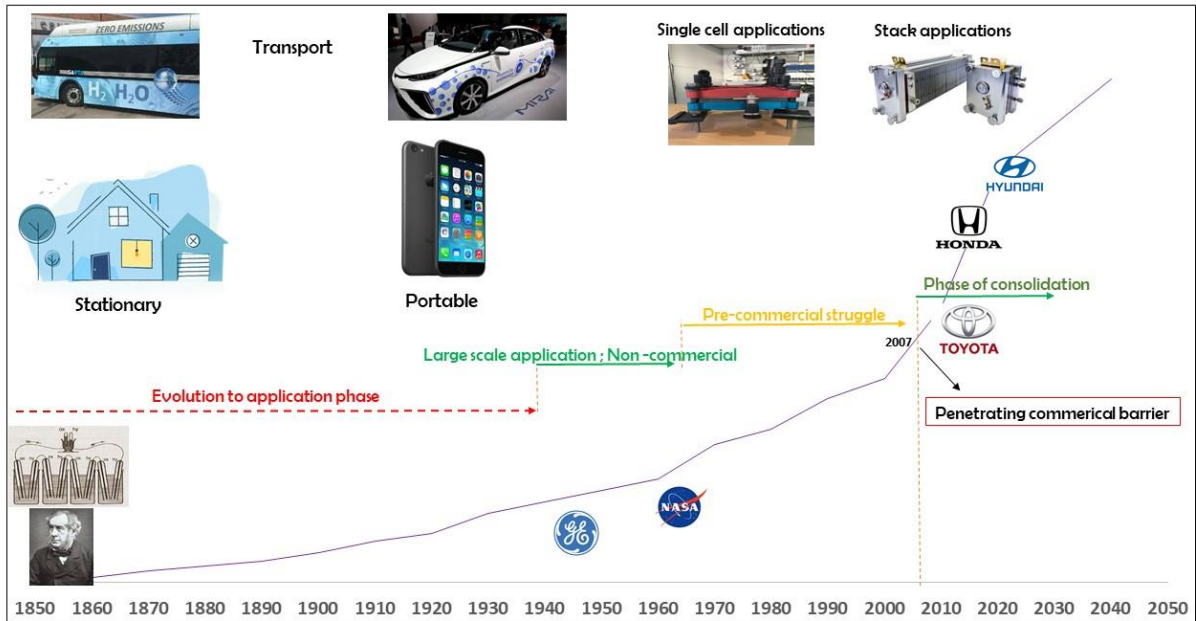 ZERO EMISSIONS
H₂ H₂O
Transport
MIRAI
Single cell applications
Stack applications
Stationary
Portable
HYUNDAI
HONDA
Phase of consolidation
Pre-commercial struggle
2007
TOYOTA
Large scale application ; Non -commercial
Evolution to application phase
Penetrating commerical barrier
GE
NASA
1850 1860 1870 1880 1890 1900 1910 1920 1930 1940 1950 1960 1970 1980 1990 2000 2010 2020 2030 2040 2050